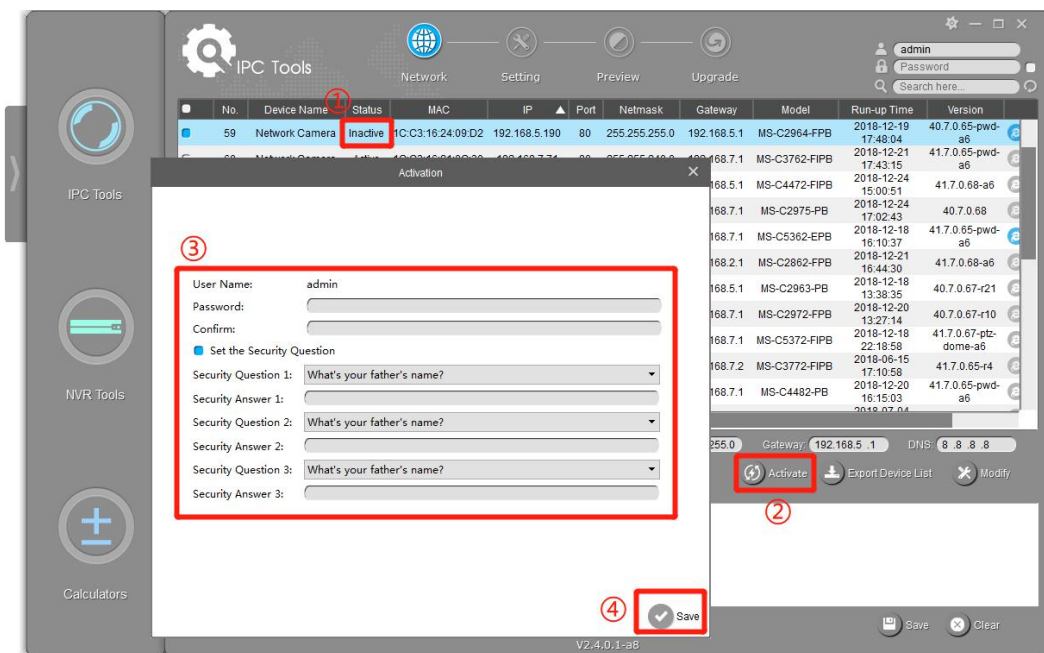 IPC Tools
Network
Setting
Preview
Upgrade
admin
Password
Search here...
①
No. Device Name Status MAC IP Port Netmask Gateway Model Run-up Time Version
59 Network Camera Inactive 1C:C3:16:24:09:D2 192.168.5.190 80 255.255.255.0 192.168.5.1 MS-C2964-FPB 2018-12-19 17:48:04 40.7.0.65-pwd-a6
.168.7.1 MS-C3762-FIPB 2018-12-21 17:43:15 41.7.0.65-pwd-a6
168.5.1 MS-C4472-FIPB 2018-12-24 15:00:51 41.7.0.68-a6
168.7.1 MS-C2975-PB 2018-12-24 17:02:43 40.7.0.68
168.7.1 MS-C5362-EPB 2018-12-18 16:10:37 41.7.0.65-pwd-a6
168.2.1 MS-C2862-FPB 2018-12-21 16:44:30 41.7.0.68-a6
168.5.1 MS-C2963-PB 2018-12-18 13:38:35 40.7.0.67-r21
168.7.1 MS-C2972-FPB 2018-12-20 13:27:14 40.7.0.67-r10
168.7.1 MS-C5372-FIPB 2018-12-18 22:18:58 41.7.0.67-ptz-dome-a6
168.7.2 MS-C3772-FIPB 2018-06-15 17:10:58 41.7.0.65-r4
168.7.1 MS-C4482-PB 2018-12-20 16:15:03 41.7.0.65-pwd-a6
255.0 Gateway: 192.168.5 .1 DNS: 8 .8 .8 .8
② Activate
Export Device List
Modify
Save
Clear
IPC Tools
NVR Tools
Calculators
Activation
③
User Name: admin
Password:
Confirm:
Set the Security Question
Security Question 1: What's your father's name?
Security Answer 1:
Security Question 2: What's your father's name?
Security Answer 2:
Security Question 3: What's your father's name?
Security Answer 3:
④ Save
V2.4.0.1-a8